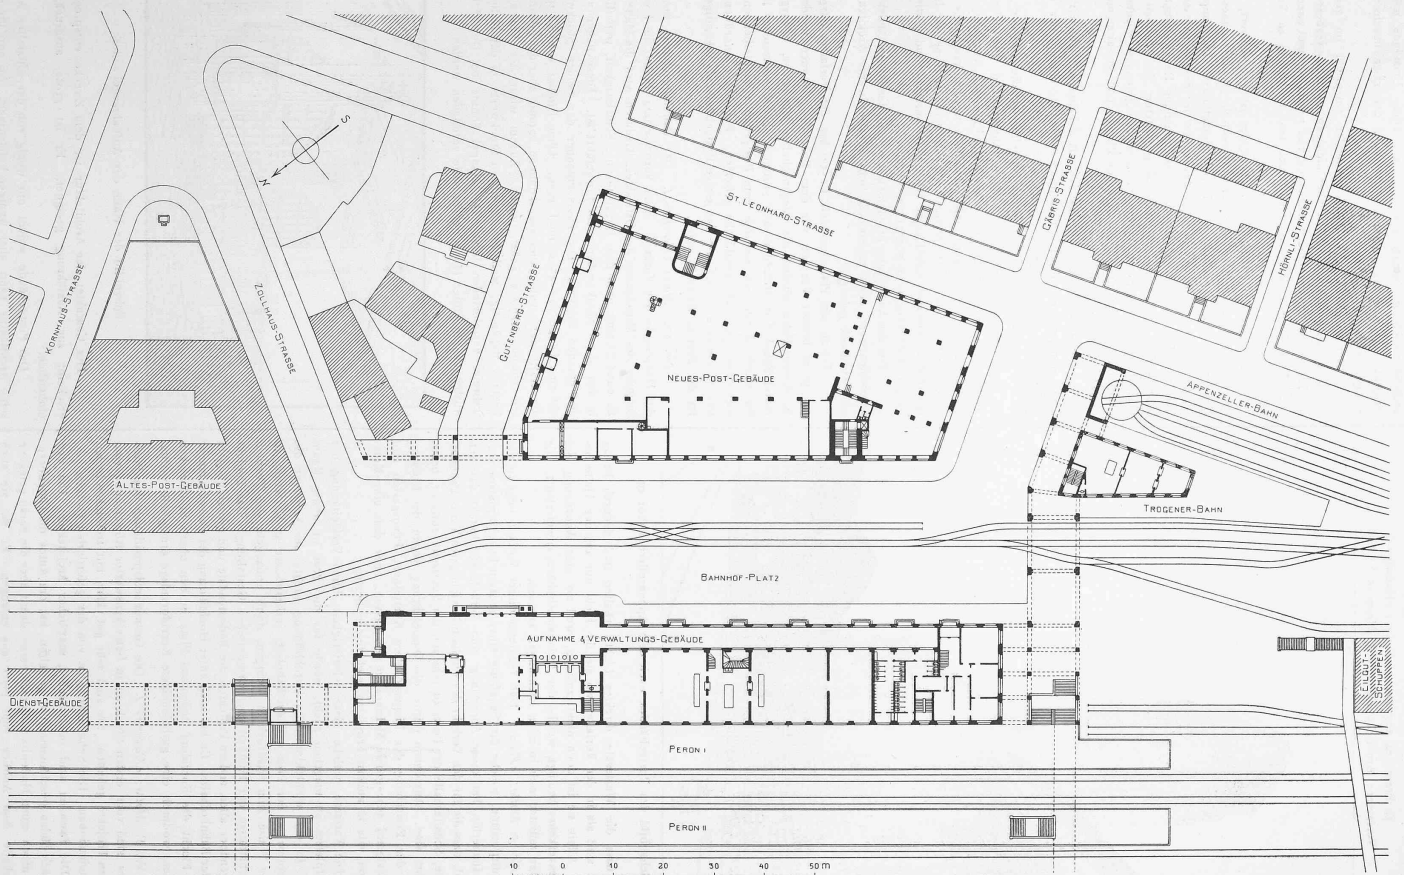 S
N
ST LEONHARD-STRASSE
GÄBRIS STRASSE
HÖRNLI-STRASSE
KORNHAUS-STRASSE
ZOLLHAUS-STRASSE
GUTENBERG-STRASSE
NEUES-POST-GEBÄUDE
APPENZELLER-BAHN
ALTES-POST-GEBÄUDE
TROGENER-BAHN
BAHNHOF-PLATZ
AUFNAHME & VERWALTUNGS-GEBÄUDE
DIENST-GEBÄUDE
EILGUT-
SCHUPPEN
PERON I
PERON II
10 0 10 20 30 40 50 m